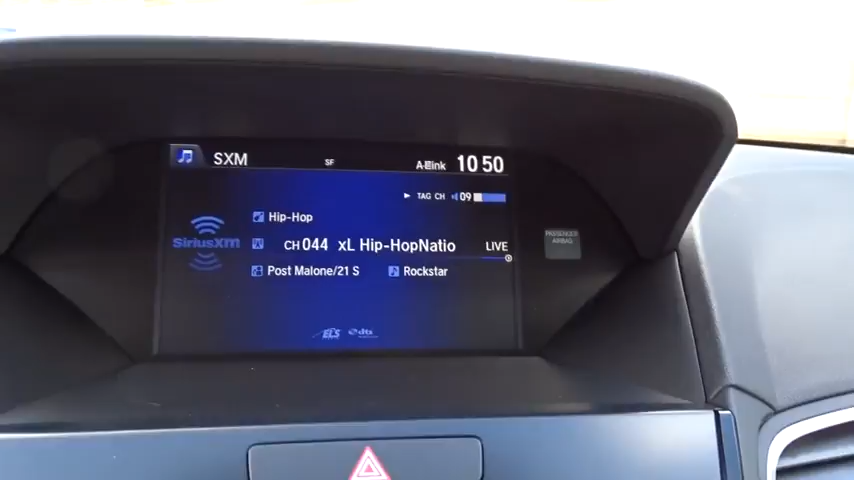 SXM SF A-Link 10:50
TAG CH 09
Hip-Hop
SiriusXM CH 044 xL Hip-HopNatio LIVE
Post Malone/21 S Rockstar
ELS dts
PASSENGER
AIRBAG